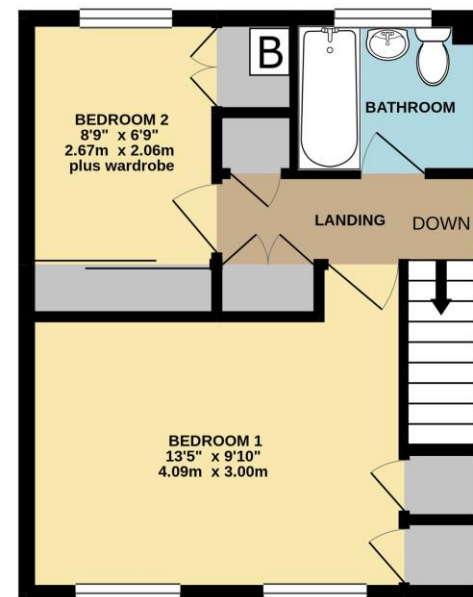 B
BEDROOM 2
8'9" x 6'9"
2.67m x 2.06m
plus wardrobe
BATHROOM
LANDING
DOWN
BEDROOM 1
13'5" x 9'10"
4.09m x 3.00m